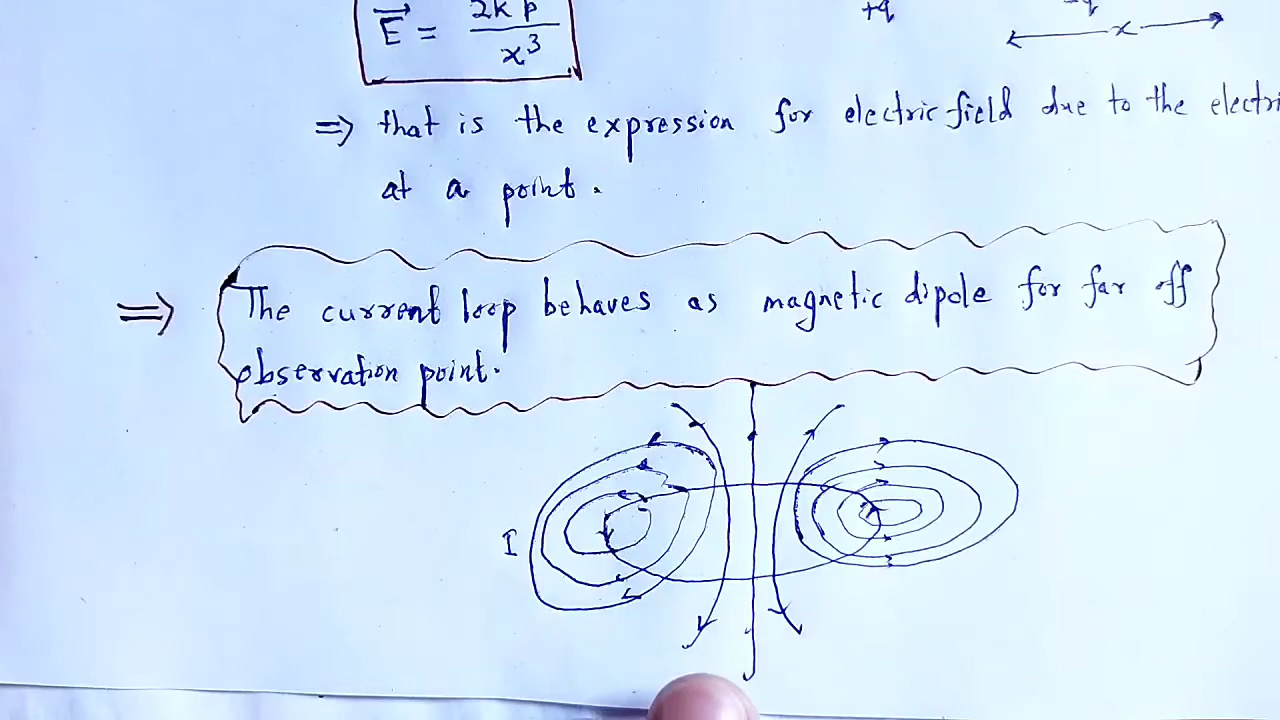 E = 2kp / x³
+q
-q
x
⇒ that is the expression for electric field due to the electri
at a point.
⇒ The current loop behaves as magnetic dipole for far off
observation point.
I